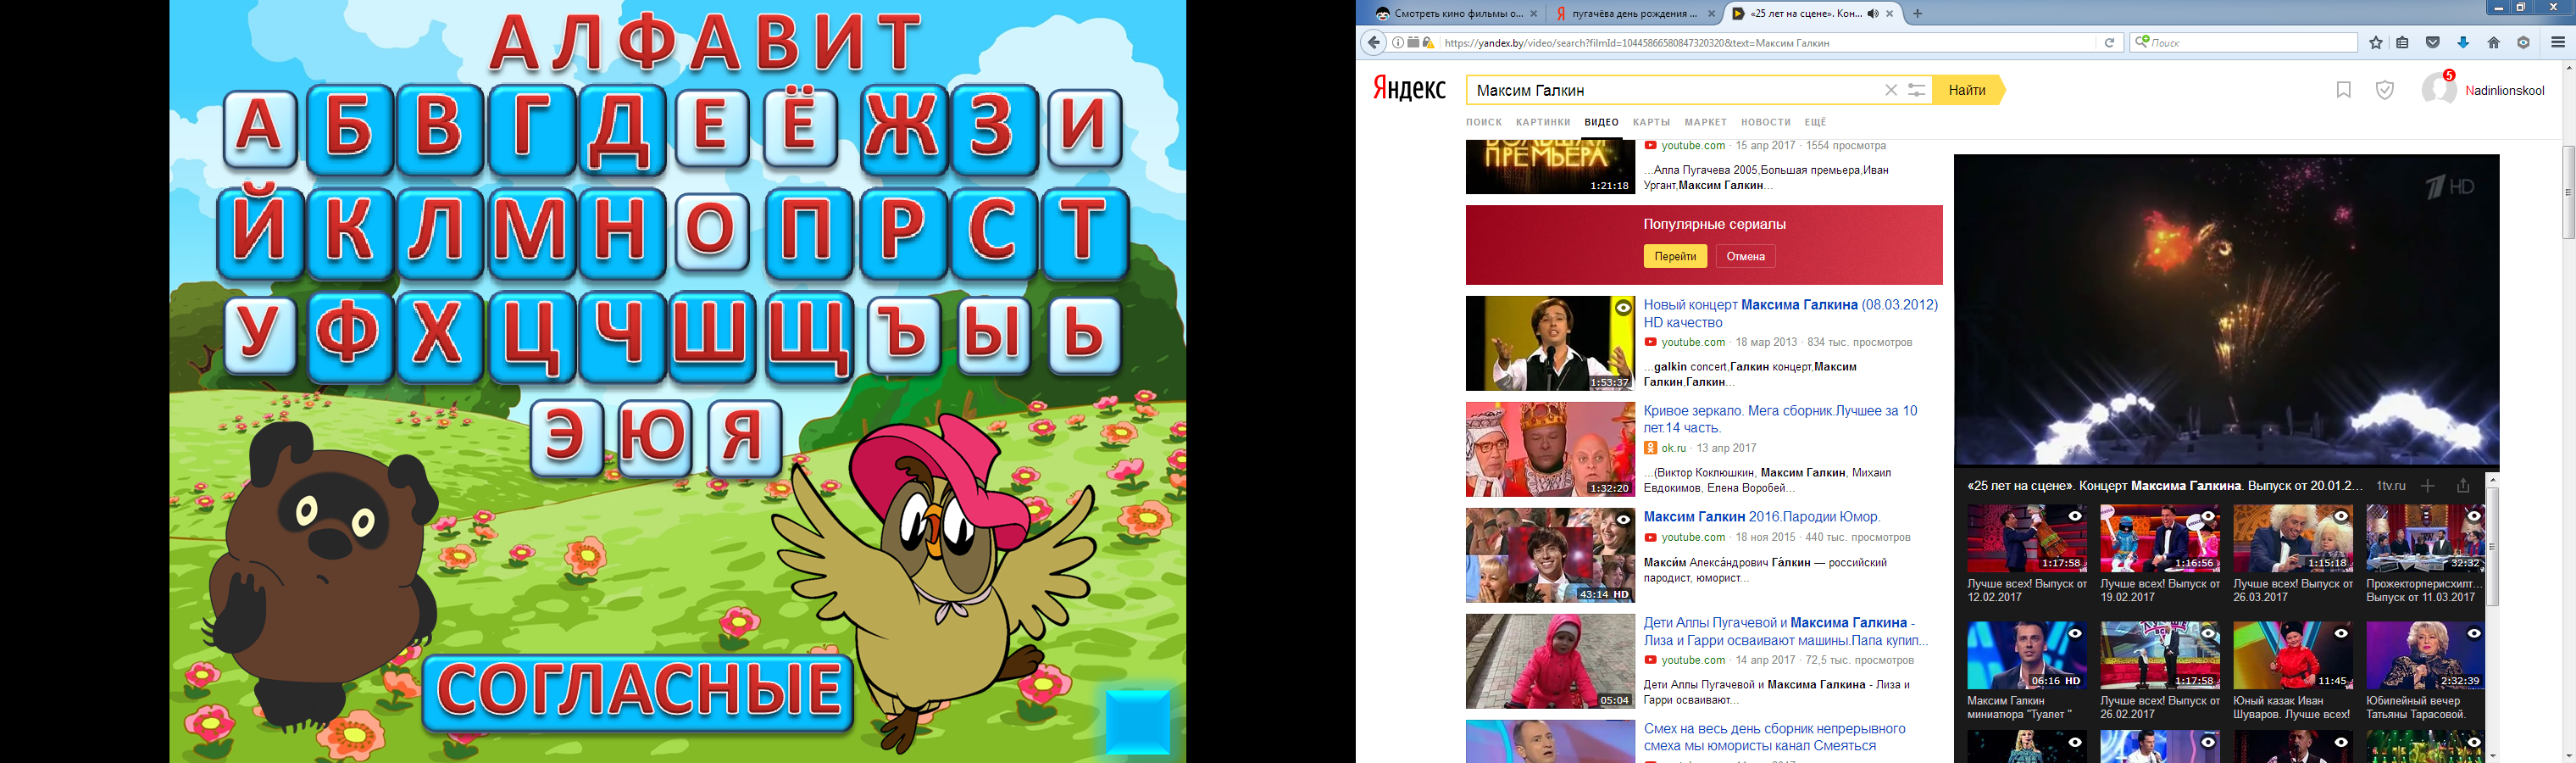 АЛФАВИТ
А Б В Г Д Е Ё Ж З И
Й К Л М Н О П Р С Т
У Ф Х Ц Ч Ш Щ Ъ Ы Ь
Э Ю Я
СОГЛАСНЫЕ
Смотреть кино фильмы о...
пугачёва день рождения ...
«25 лет на сцене». Кон...
https://yandex.by/video/search?filmId=10445866580847320320&text=Максим Галкин
Поиск
Яндекс
Максим Галкин
Найти
5
Nadinlionskool
ПОИСК КАРТИНКИ ВИДЕО КАРТЫ МАРКЕТ НОВОСТИ ЕЩЁ
ПРЕМЬЕРА
1:21:18
youtube.com · 15 апр 2017 · 1554 просмотра
...Алла Пугачева 2005,Большая премьера,Иван
Ургант,Максим Галкин...
Популярные сериалы
Перейти
Отмена
1:53:37
Новый концерт Максима Галкина (08.03.2012)
HD качество
youtube.com · 18 мар 2013 · 834 тыс. просмотров
...galkin concert,Галкин концерт,Максим
Галкин,Галкин...
1:32:20
Кривое зеркало. Мега сборник.Лучшее за 10
лет.14 часть.
ok.ru · 13 апр 2017
...(Виктор Коклюшкин, Максим Галкин, Михаил
Евдокимов, Елена Воробей...
43:14 HD
Максим Галкин 2016.Пародии Юмор.
youtube.com · 18 ноя 2015 · 440 тыс. просмотров
Макси́м Алекса́ндрович Га́лкин — российский
пародист, юморист...
05:04
Дети Аллы Пугачевой и Максима Галкина -
Лиза и Гарри осваивают машины.Папа купил...
youtube.com · 14 апр 2017 · 72,5 тыс. просмотров
Дети Аллы Пугачевой и Максима Галкина - Лиза и
Гарри осваивают...
Смех на весь день сборник непрерывного
смеха мы юмористы канал Смеяться
HD
«25 лет на сцене». Концерт Максима Галкина. Выпуск от 20.01.2...
1tv.ru
1:17:58
1:16:56
1:15:18
32:32
Лучше всех! Выпуск от
12.02.2017
Лучше всех! Выпуск от
19.02.2017
Лучше всех! Выпуск от
26.03.2017
Прожекторперисхилт...
Выпуск от 11.03.2017
06:16 HD
1:17:58
11:45
2:32:39
Максим Галкин
миниатюра "Туалет "
Лучше всех! Выпуск от
26.02.2017
Юный казак Иван
Шуваров. Лучше всех!
Юбилейный вечер
Татьяны Тарасовой.